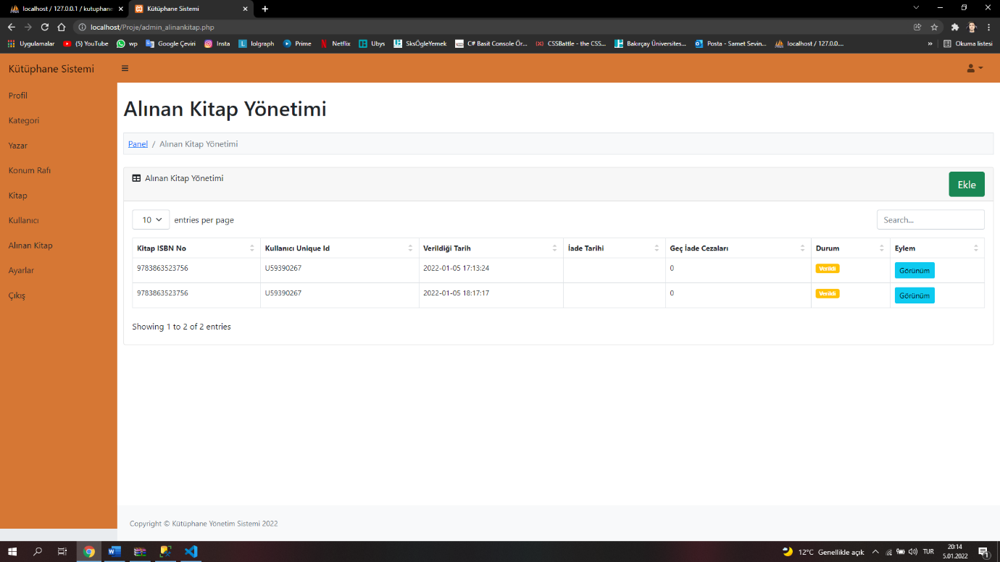 localhost / 127.0.0.1 / kutuphane
Kütüphane Sistemi
localhost/Proje/admin_alinankitap.php
Uygulamalar (5) YouTube wp Google Çeviri Insta lolgraph Prime Netflix Ubys SksÖgleYemek C# Basit Console Ör... CSSBattle - the CSS... Bakırçay Üniversites... Posta - Samet Sevin... localhost / 127.0.0.... » Okuma listesi
Kütüphane Sistemi
Profil
Kategori
Yazar
Konum Rafı
Kitap
Kullanıcı
Alınan Kitap
Ayarlar
Çıkış
Alınan Kitap Yönetimi
Panel / Alınan Kitap Yönetimi
Alınan Kitap Yönetimi
Ekle
10 entries per page
Search...
Kitap ISBN No Kullanıcı Unique Id Verildiği Tarih İade Tarihi Geç İade Cezaları Durum Eylem
9783863523756 U59390267 2022-01-05 17:13:24 0 Verildi Görünüm
9783863523756 U59390267 2022-01-05 18:17:17 0 Verildi Görünüm
Showing 1 to 2 of 2 entries
Copyright © Kütüphane Yönetim Sistemi 2022
12°C Genellikle açık
TUR
20:14
5.01.2022
1